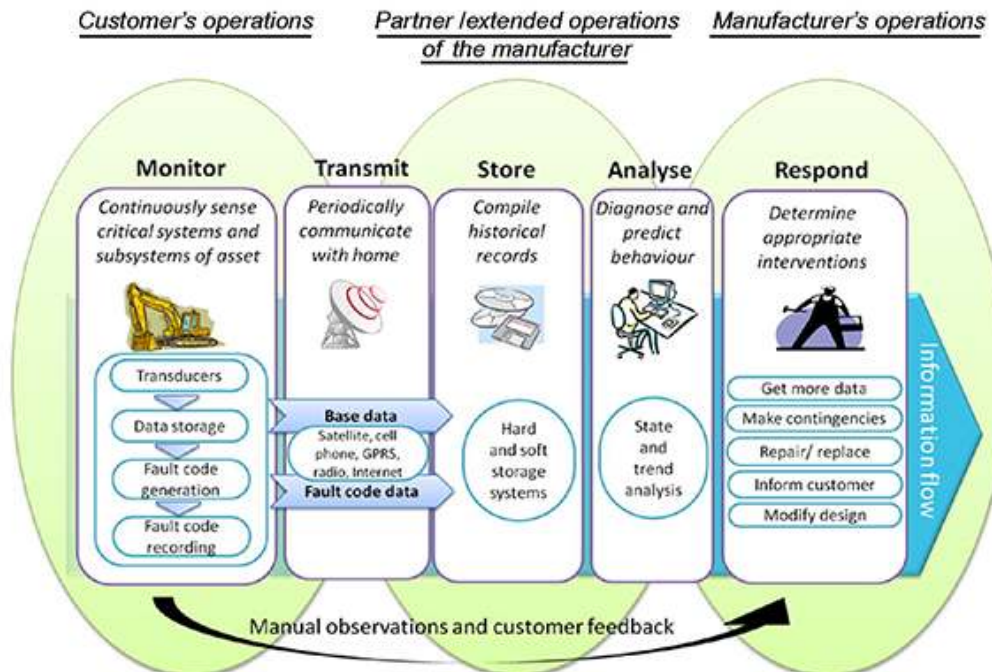 Customer's operations
Partner /extended operations
of the manufacturer
Manufacturer's operations
Monitor
Continuously sense
critical systems and
subsystems of asset
Transducers
Data storage
Fault code
generation
Fault code
recording
Transmit
Periodically
communicate
with home
Base data
Satellite, cell
phone, GPRS,
radio, Internet
Fault code data
Store
Compile
historical
records
Hard
and soft
storage
systems
Analyse
Diagnose and
predict
behaviour
State
and
trend
analysis
Respond
Determine
appropriate
interventions
Get more data
Make contingencies
Repair/ replace
Inform customer
Modify design
Information flow
Manual observations and customer feedback